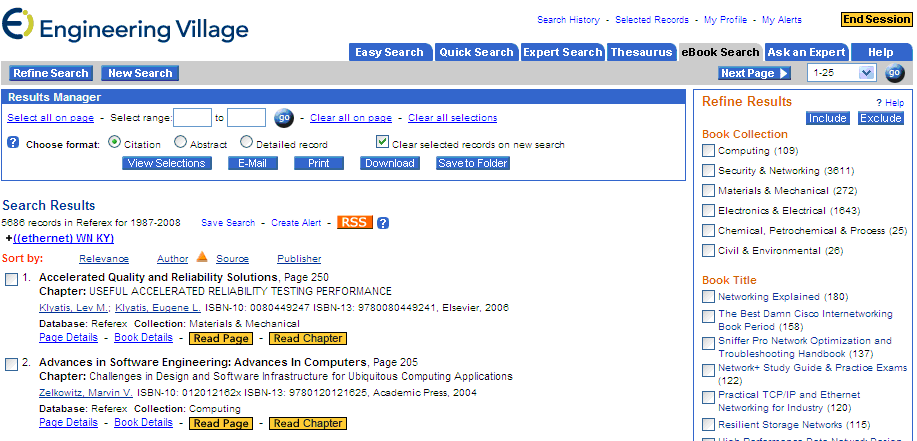 Engineering Village
Search History - Selected Records - My Profile - My Alerts
End Session
Easy Search Quick Search Expert Search Thesaurus eBook Search Ask an Expert Help
Refine Search New Search Next Page 1-25 go
Results Manager
Select all on page - Select range: to go - Clear all on page - Clear all selections
? Choose format: Citation Abstract Detailed record Clear selected records on new search
View Selections E-Mail Print Download Save to Folder
Search Results
5686 records in Referex for 1987-2008 Save Search - Create Alert - RSS ?
+((ethernet) WN KY)
Sort by: Relevance Author Source Publisher
1. Accelerated Quality and Reliability Solutions, Page 250
Chapter: USEFUL ACCELERATED RELIABILITY TESTING PERFORMANCE
Klyatis, Lev M.; Klyatis, Eugene L. ISBN-10: 0080449247 ISBN-13: 9780080449241, Elsevier, 2006
Database: Referex Collection: Materials & Mechanical
Page Details - Book Details - Read Page - Read Chapter
2. Advances in Software Engineering: Advances In Computers, Page 205
Chapter: Challenges in Design and Software Infrastructure for Ubiquitous Computing Applications
Zelkowitz, Marvin V. ISBN-10: 012012162x ISBN-13: 9780120121625, Academic Press, 2004
Database: Referex Collection: Computing
Page Details - Book Details - Read Page - Read Chapter
Refine Results
? Help
Include Exclude
Book Collection
Computing (109)
Security & Networking (3611)
Materials & Mechanical (272)
Electronics & Electrical (1643)
Chemical, Petrochemical & Process (25)
Civil & Environmental (26)
Book Title
Networking Explained (180)
The Best Damn Cisco Internetworking
Book Period (158)
Sniffer Pro Network Optimization and
Troubleshooting Handbook (137)
Network+ Study Guide & Practice Exams
(122)
Practical TCP/IP and Ethernet
Networking for Industry (120)
Resilient Storage Networks (115)
High Performance Data Network Design